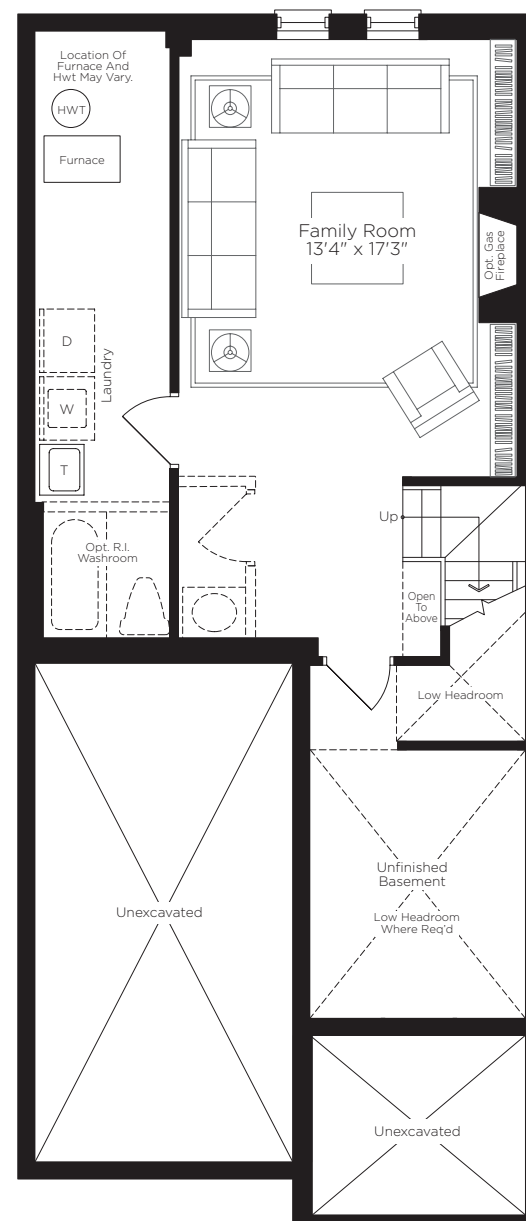 Location Of
Furnace And
Hwt May Vary.
HWT
Furnace
Family Room
13'4" x 17'3"
Opt. Gas
Fireplace
D
Laundry
W
T
Opt. R.I.
Washroom
Up
Open
To
Above
Low Headroom
Unfinished
Basement
Low Headroom
Where Req'd
Unexcavated
Unexcavated